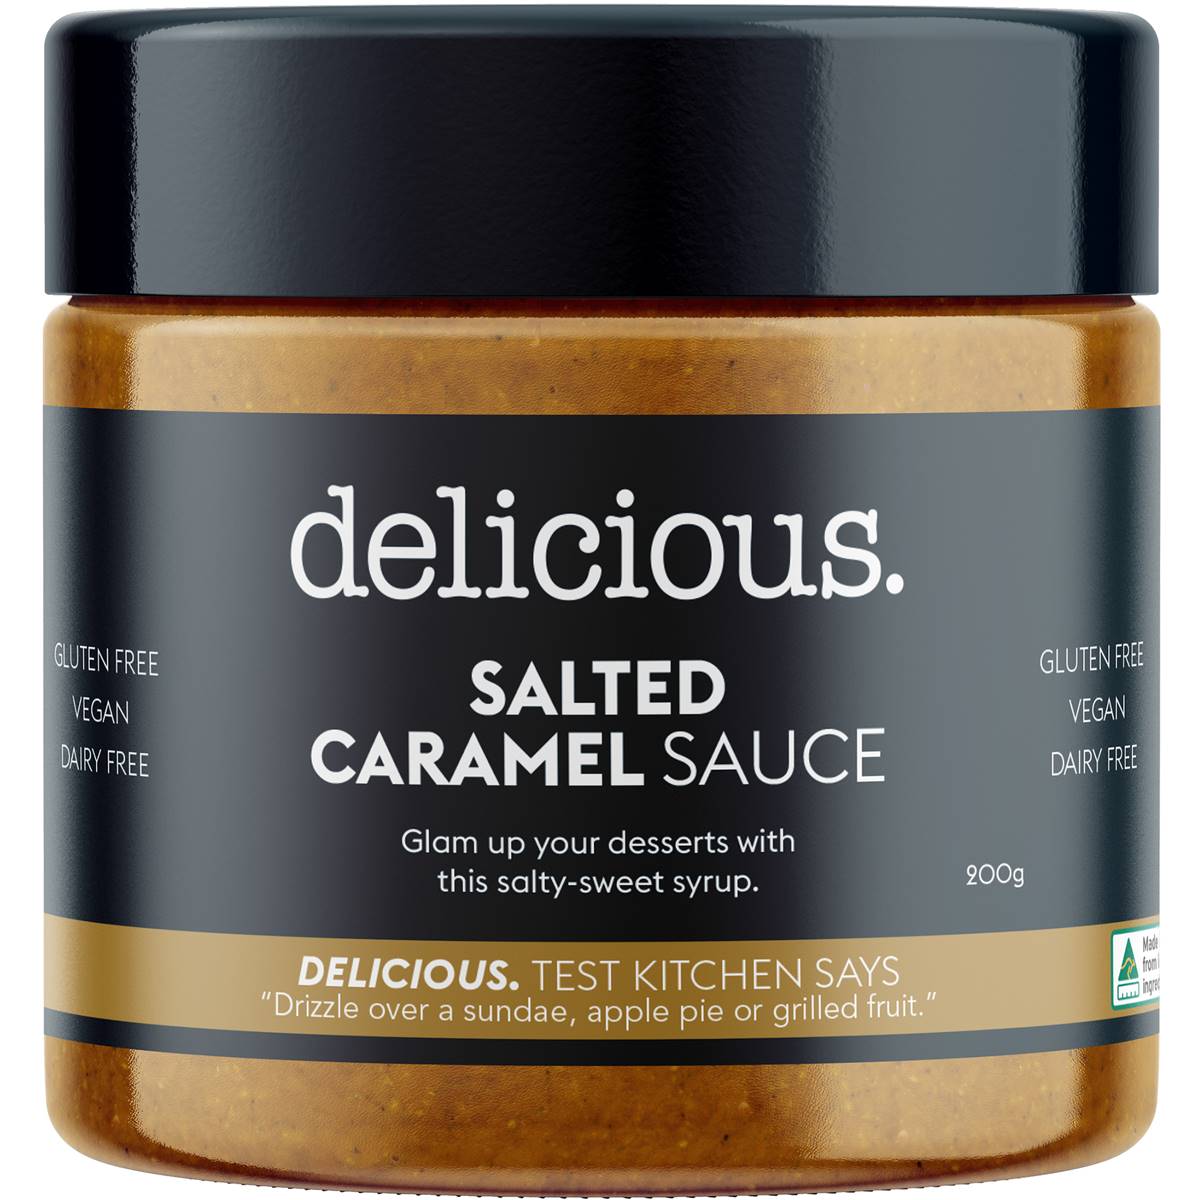 delicious.
SALTED
CARAMEL SAUCE
Glam up your desserts with
this salty-sweet syrup.
200g
GLUTEN FREE
VEGAN
DAIRY FREE
GLUTEN FREE
VEGAN
DAIRY FREE
DELICIOUS. TEST KITCHEN SAYS
“Drizzle over a sundae, apple pie or grilled fruit.”
Made
from